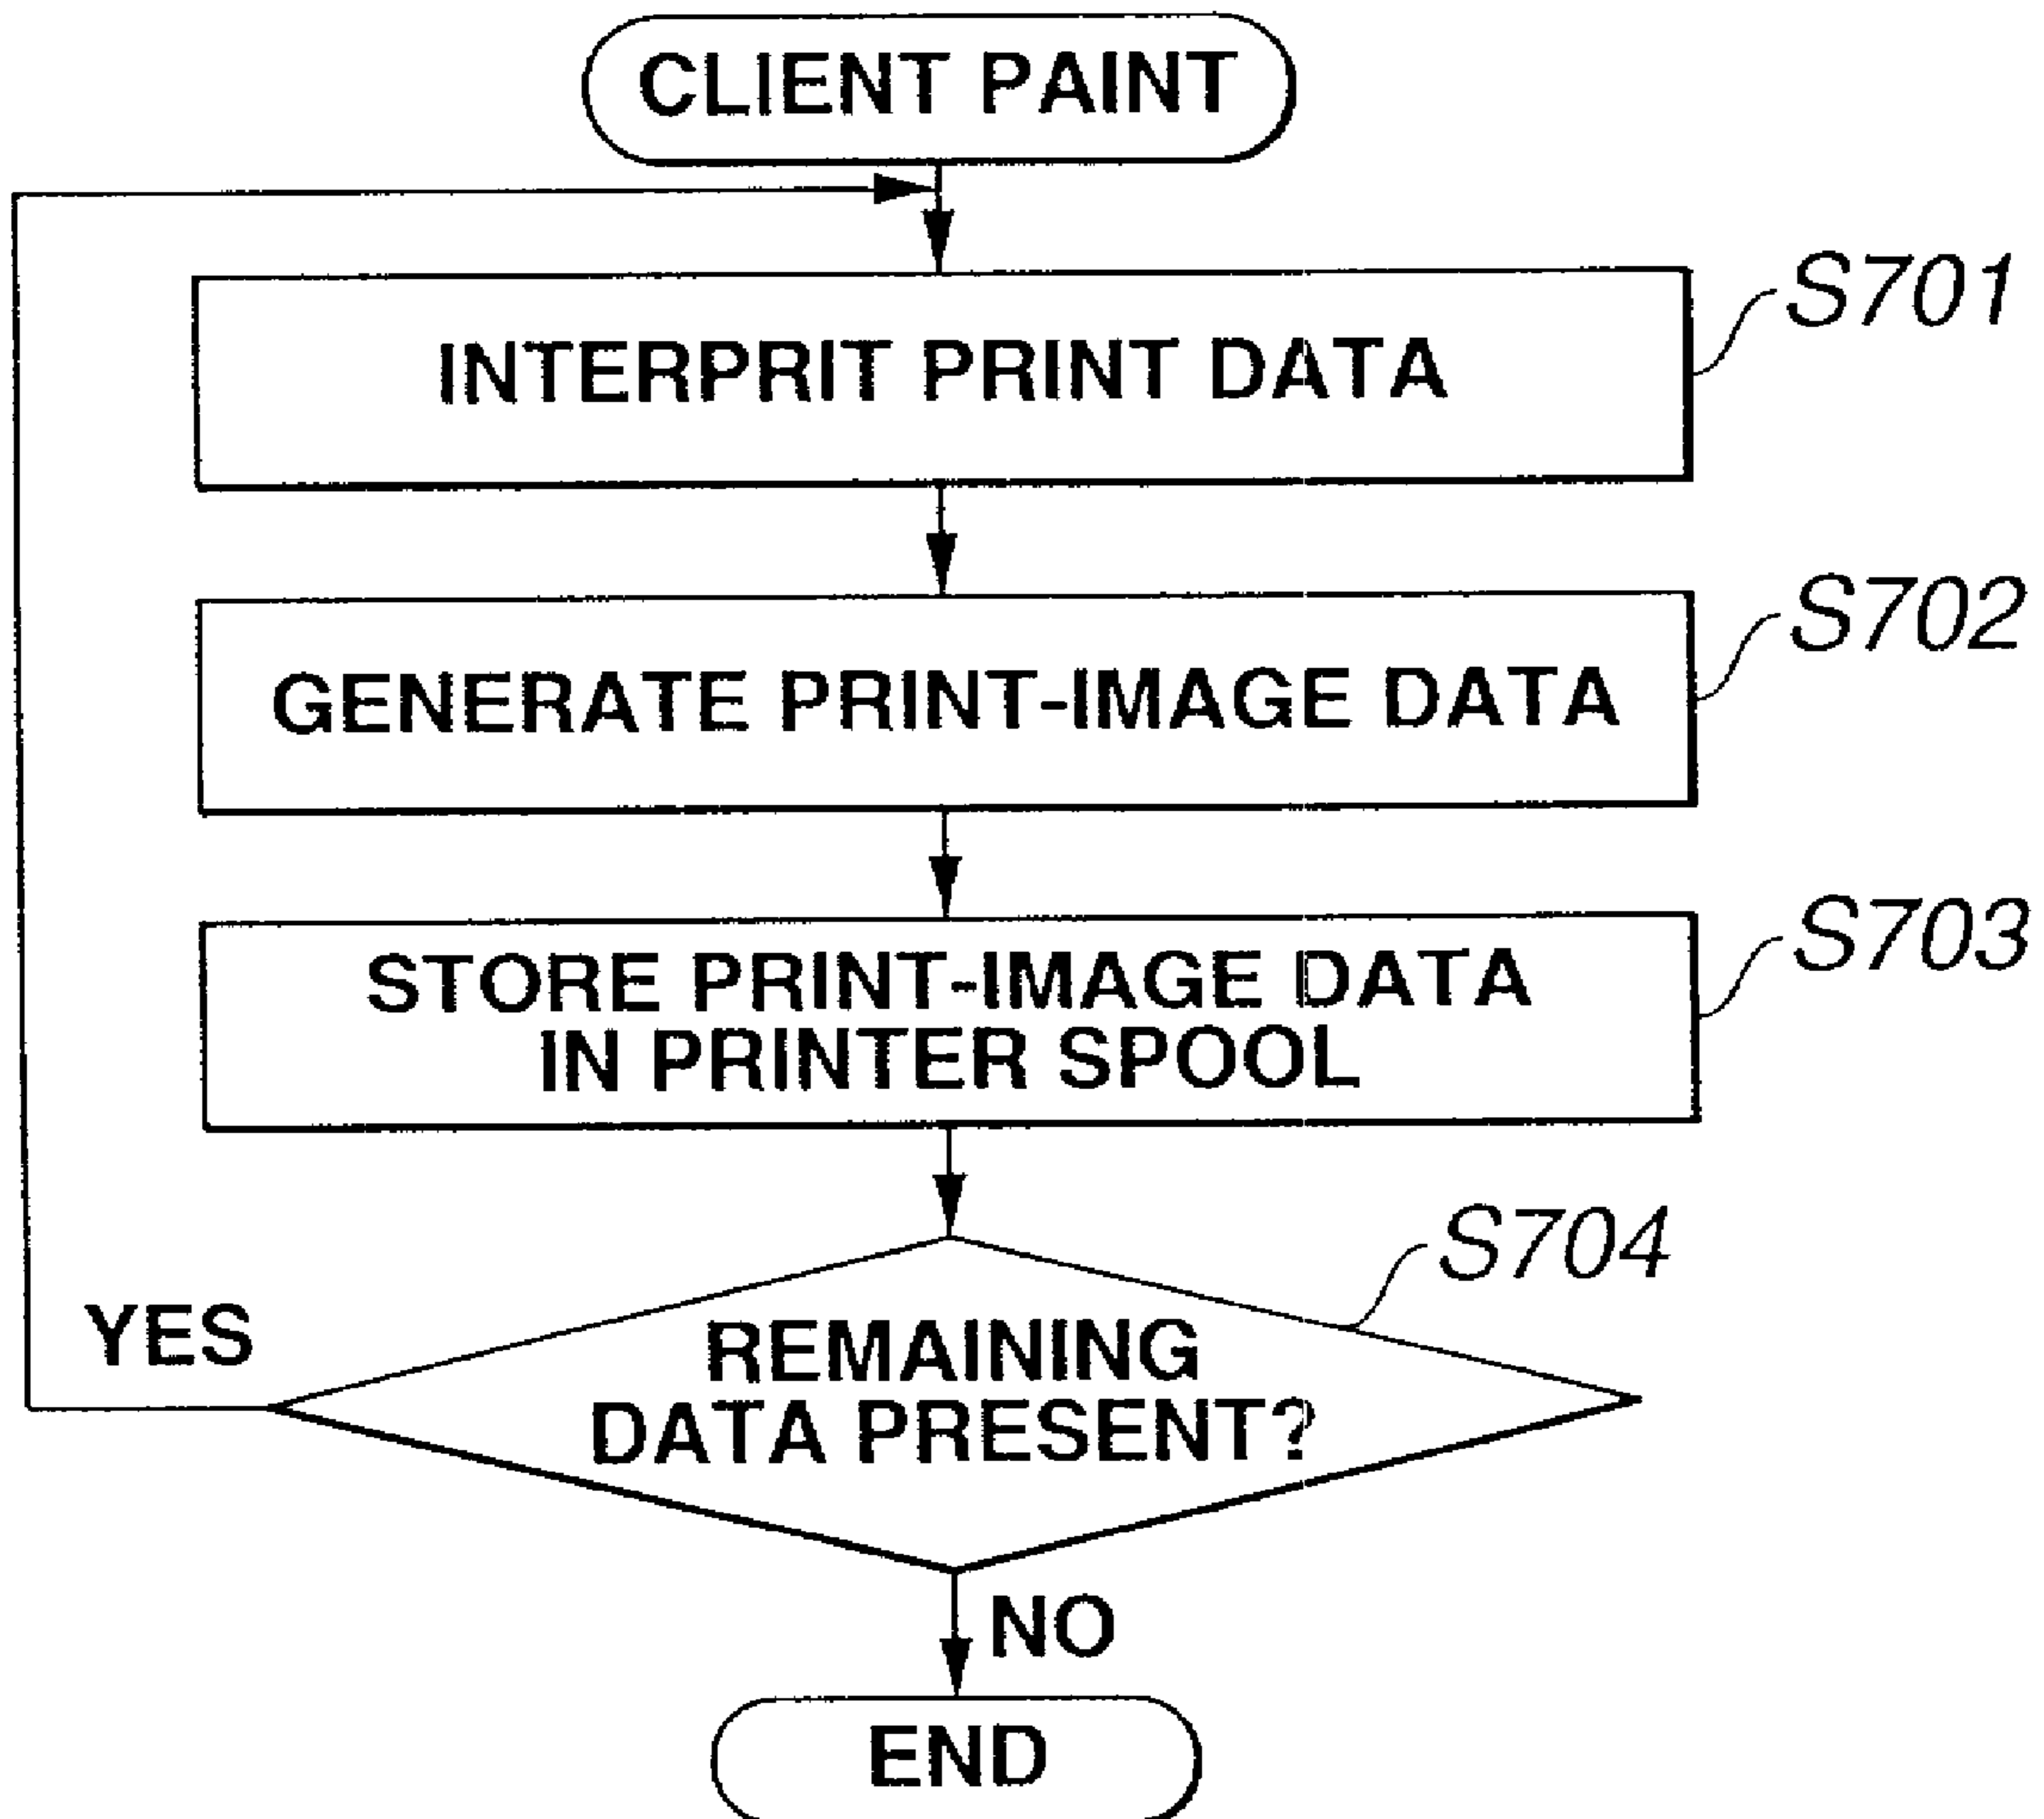 CLIENT PAINT
INTERPRIT PRINT DATA
S701
GENERATE PRINT-IMAGE DATA
S702
STORE PRINT-IMAGE DATA
IN PRINTER SPOOL
S703
S704
REMAINING
DATA PRESENT?
YES
NO
END